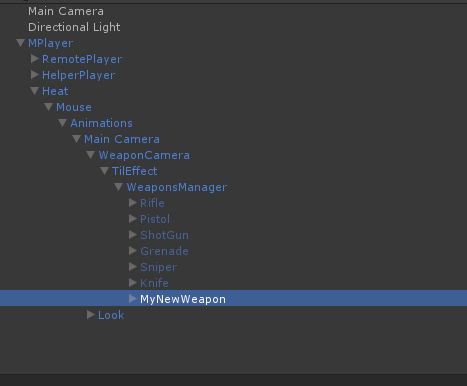 Main Camera
Directional Light
MPlayer
RemotePlayer
HelperPlayer
Heat
Mouse
Animations
Main Camera
WeaponCamera
TilEffect
WeaponsManager
Rifle
Pistol
ShotGun
Grenade
Sniper
Knife
MyNewWeapon
Look